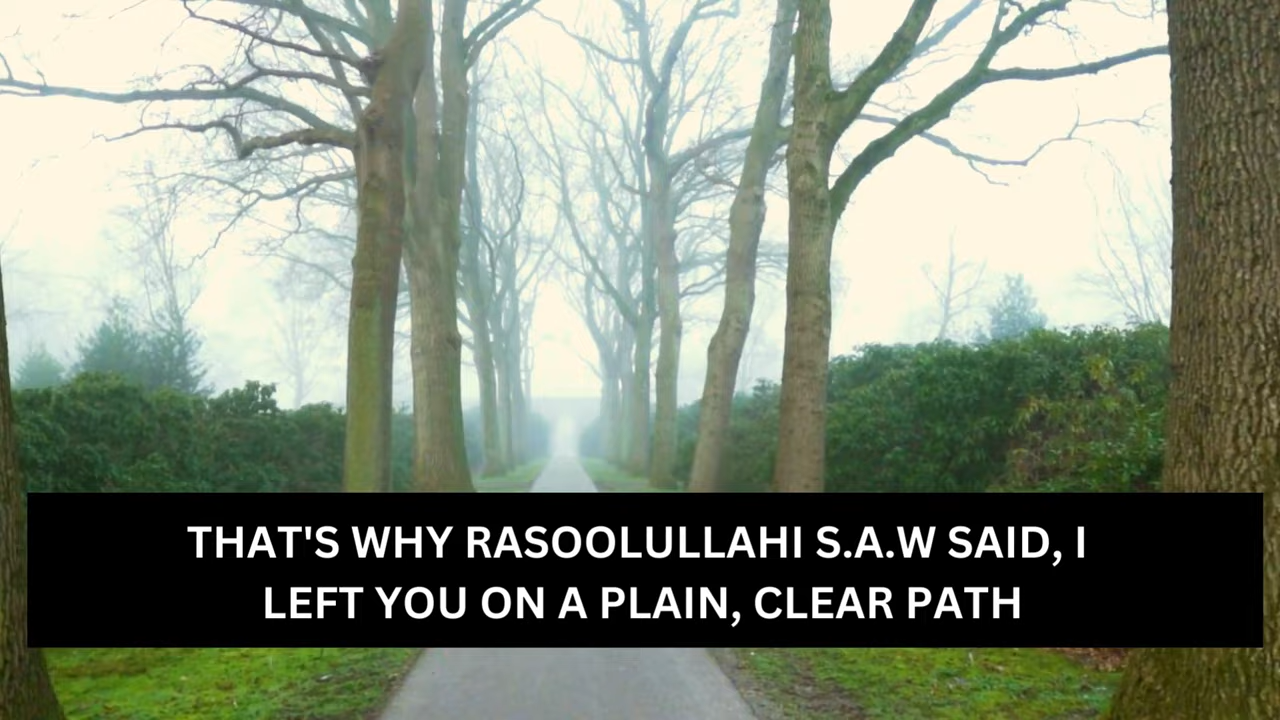 THAT'S WHY RASOOLULLAHI S.A.W SAID, I
LEFT YOU ON A PLAIN, CLEAR PATH